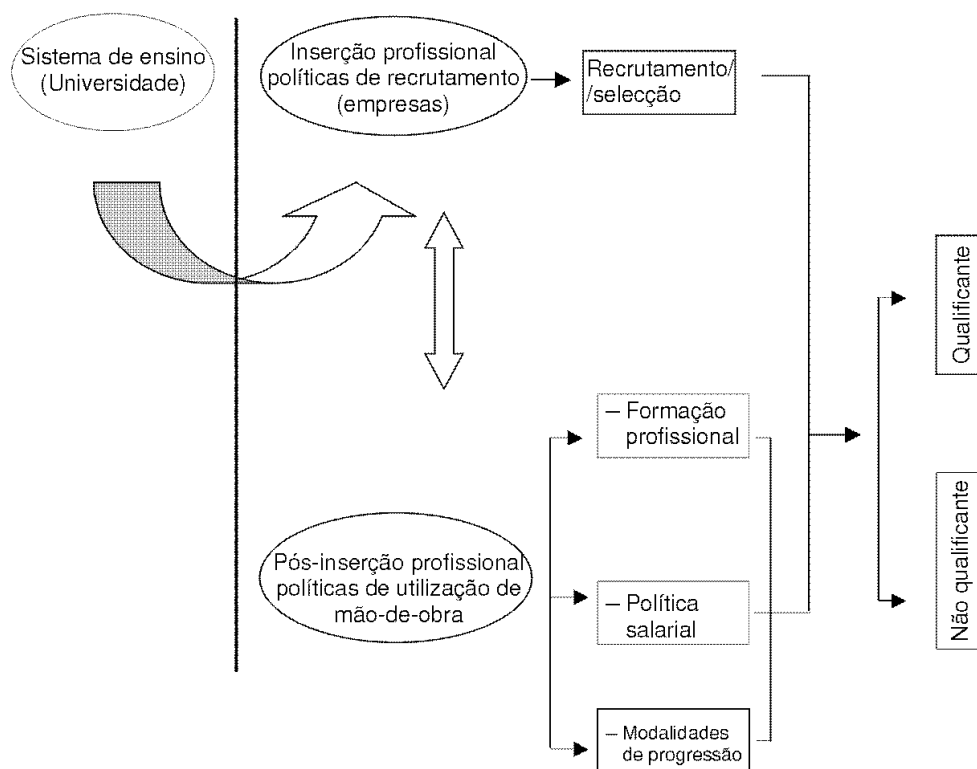 Sistema de ensino
(Universidade)
Inserção profissional
políticas de recrutamento
(empresas)
Recrutamento/
/selecção
Qualificante
– Formação
profissional
Pós-inserção profissional
políticas de utilização de
mão-de-obra
– Política
salarial
Não qualificante
– Modalidades
de progressão